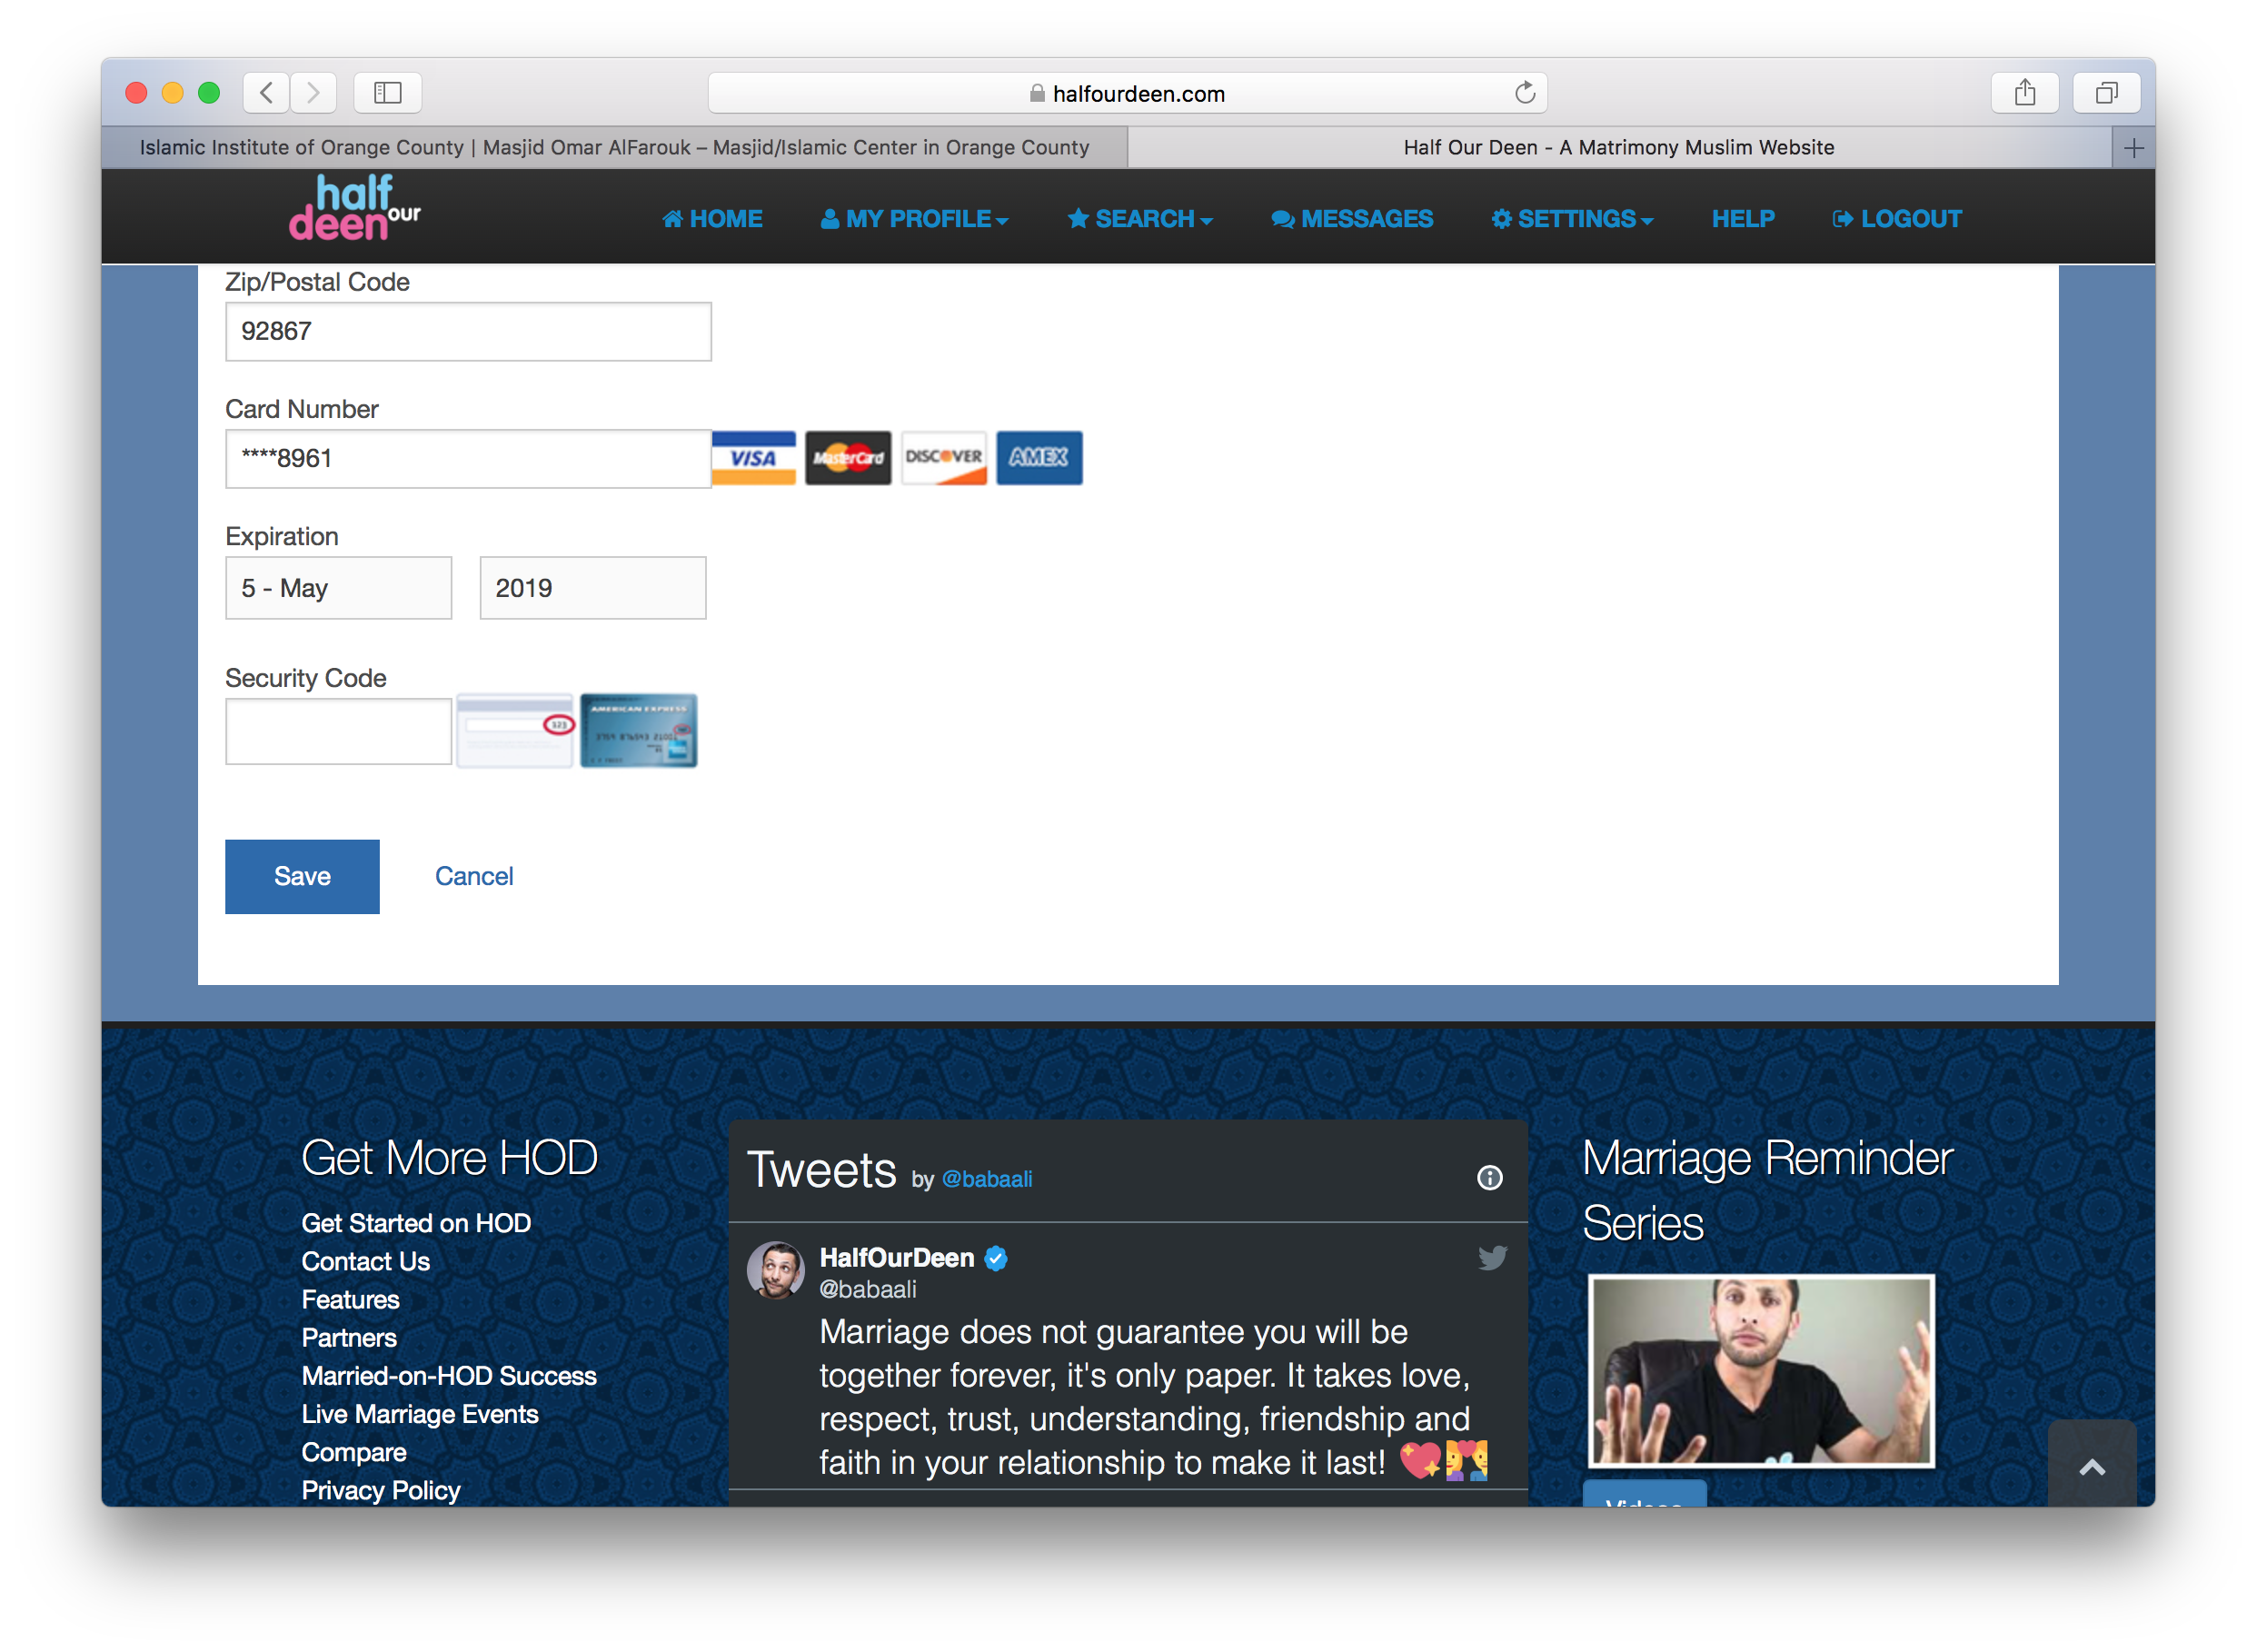 halfourdeen.com
Islamic Institute of Orange County | Masjid Omar AlFarouk – Masjid/Islamic Center in Orange County
Half Our Deen - A Matrimony Muslim Website
half
deen our
HOME
MY PROFILE
SEARCH
MESSAGES
SETTINGS
HELP
LOGOUT
Zip/Postal Code
92867
Card Number
****8961
VISA
MasterCard
DISCOVER
AMEX
Expiration
5 - May
2019
Security Code
123
AMERICAN EXPRESS
Save
Cancel
Get More HOD
Get Started on HOD
Contact Us
Features
Partners
Married-on-HOD Success
Live Marriage Events
Compare
Privacy Policy
Tweets by @babaali
HalfOurDeen
@babaali
Marriage does not guarantee you will be
together forever, it's only paper. It takes love,
respect, trust, understanding, friendship and
faith in your relationship to make it last! 💖💑
Marriage Reminder
Series
Videos